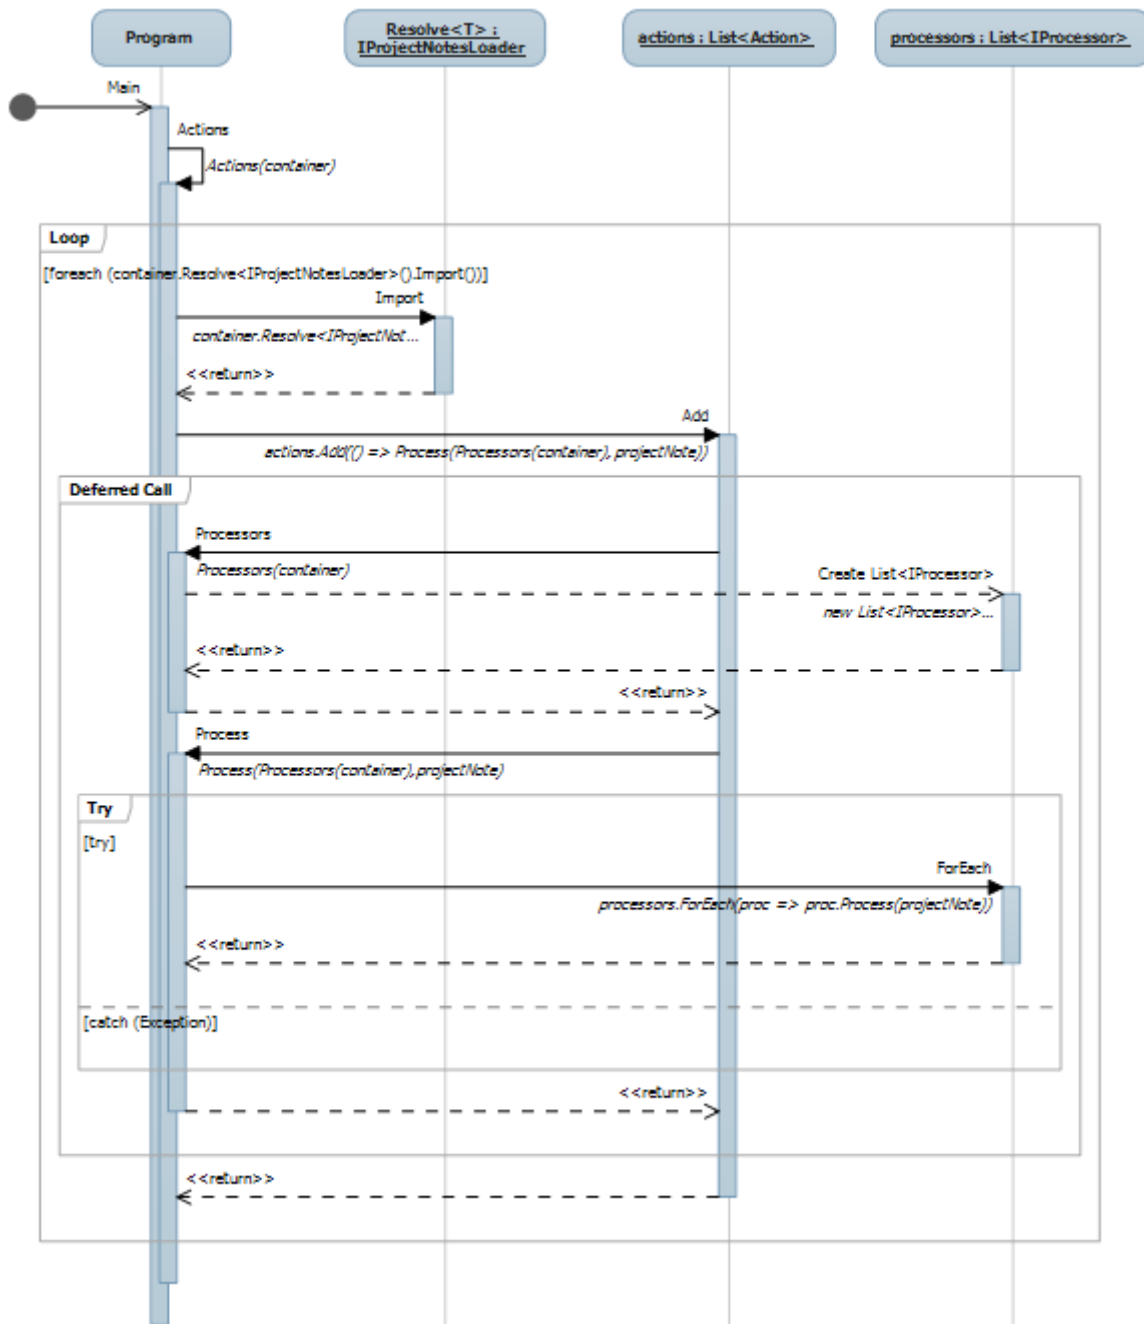 Program
Resolve<T> :
IProjectNotesLoader
actions : List<Action>
processors : List<IProcessor>
Main
Actions
Actions(container)
Loop
[foreach (container.Resolve<IProjectNotesLoader>().Import())]
Import
container.Resolve<IProjectNot...
<<return>>
Add
actions.Add(() => Process(Processors(container), projectNote))
Deferred Call
Processors
Processors(container)
Create List<IProcessor>
new List<IProcessor>...
<<return>>
<<return>>
Process
Process(Processors(container),projectNote)
Try
[try]
ForEach
processors.ForEach(proc => proc.Process(projectNote))
<<return>>
[catch (Exception)]
<<return>>
<<return>>